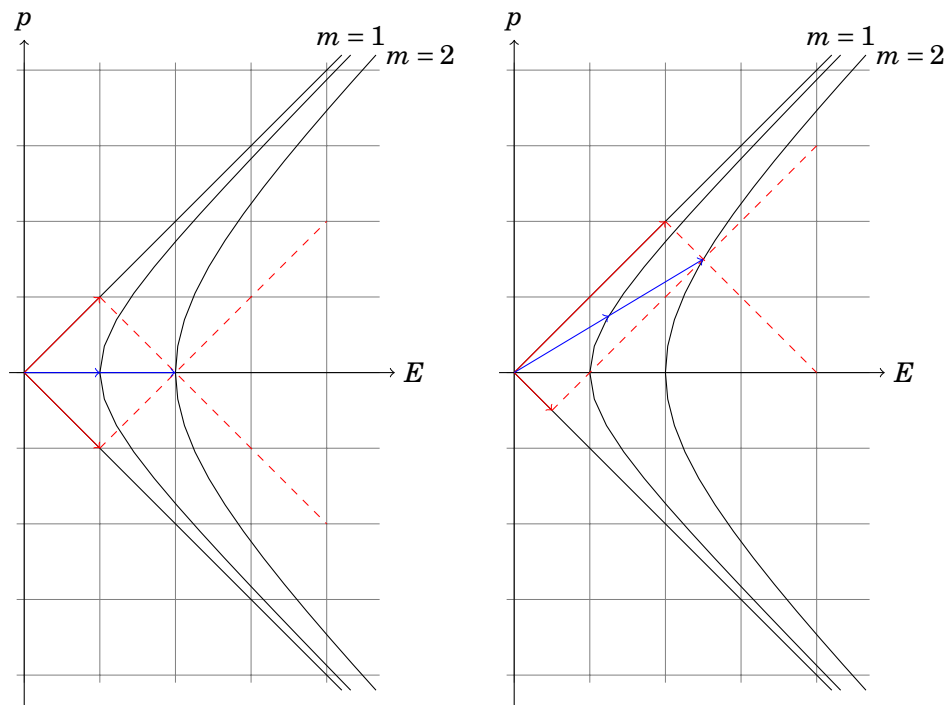 p
m = 1
m = 2
E
p
m = 1
m = 2
E